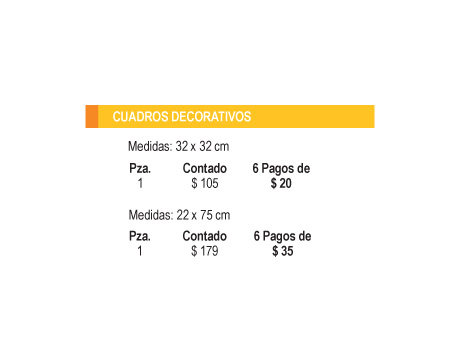 CUADROS DECORATIVOS
Medidas: 32 x 32 cm
Pza. Contado 6 Pagos de
1 $ 105 $ 20
Medidas: 22 x 75 cm
Pza. Contado 6 Pagos de
1 $ 179 $ 35